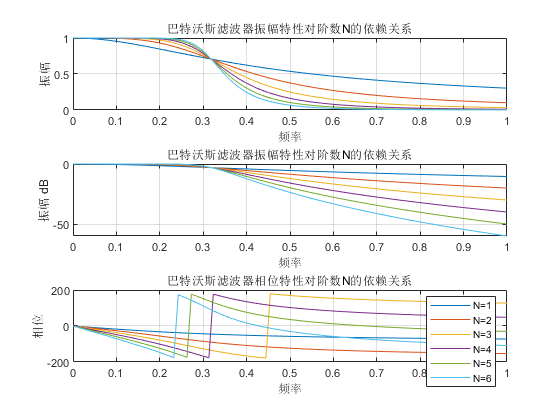 巴特沃斯滤波器振幅特性对阶数N的依赖关系
1
0.5
0
振幅
0 0.1 0.2 0.3 0.4 0.5 0.6 0.7 0.8 0.9 1
频率
巴特沃斯滤波器振幅特性对阶数N的依赖关系
0
-50
振幅 dB
0 0.1 0.2 0.3 0.4 0.5 0.6 0.7 0.8 0.9 1
频率
巴特沃斯滤波器相位特性对阶数N的依赖关系
200
0
-200
相位
0 0.1 0.2 0.3 0.4 0.5 0.6 0.7 0.8 0.9 1
频率
N=1
N=2
N=3
N=4
N=5
N=6